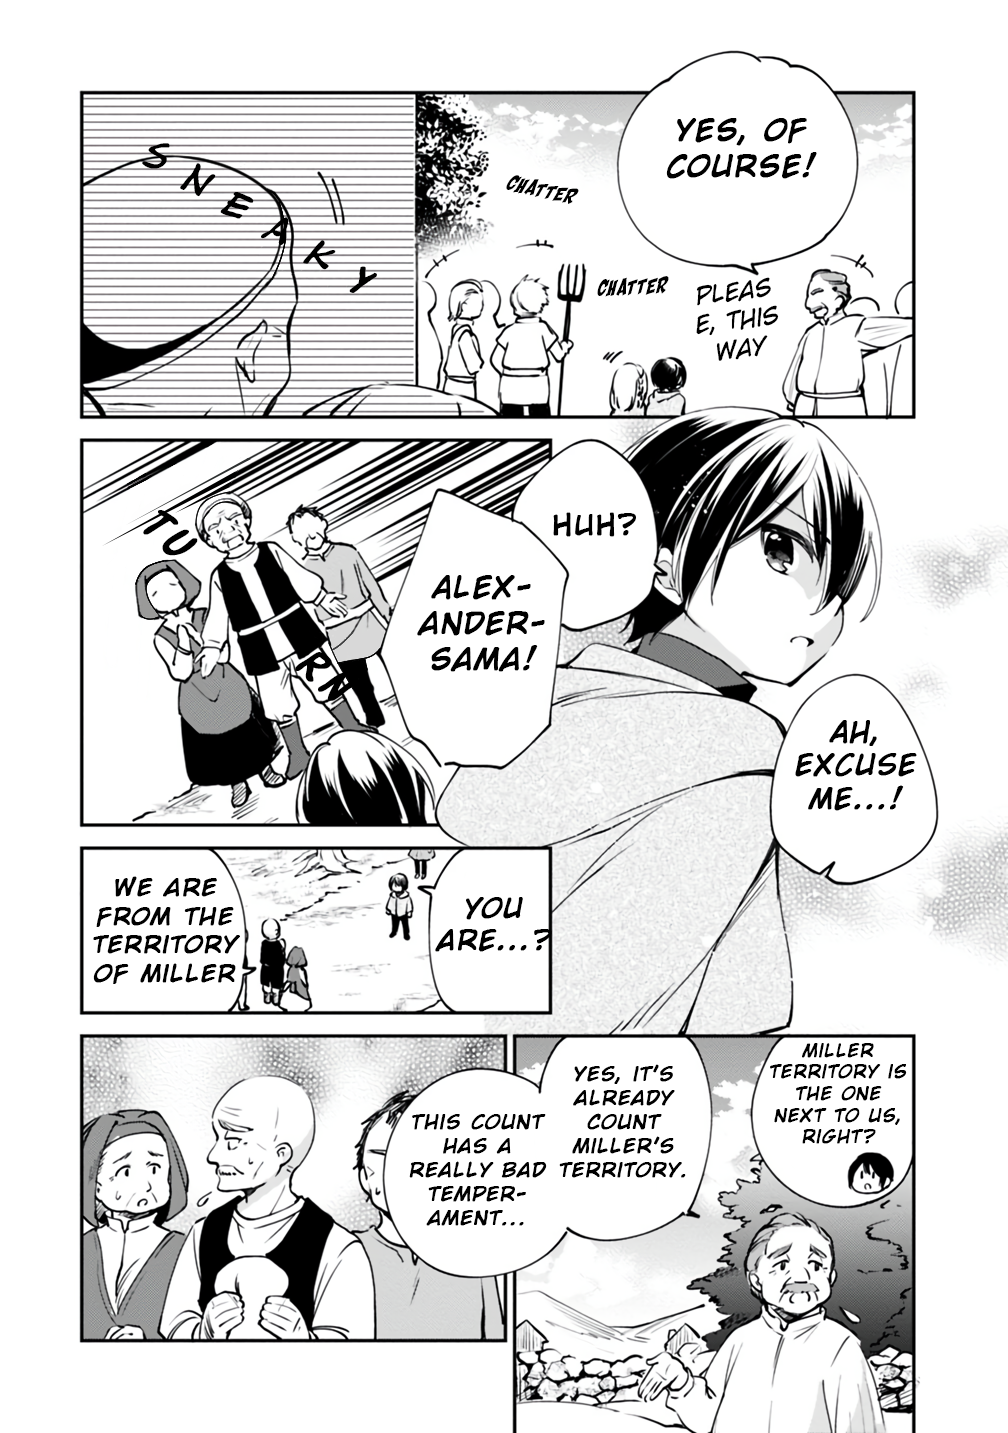 YES, OF
COURSE!
CHATTER
CHATTER
PLEAS
E, THIS
WAY
SNEAKY
HUH?
ALEX-
ANDER-
SAMA!
TURN
AH,
EXCUSE
ME...!
YOU
ARE...?
WE ARE
FROM THE
TERRITORY
OF MILLER
MILLER
TERRITORY IS
THE ONE
NEXT TO US,
RIGHT?
YES, IT'S
ALREADY
COUNT
MILLER'S
TERRITORY.
THIS COUNT
HAS A
REALLY BAD
TEMPER-
AMENT...